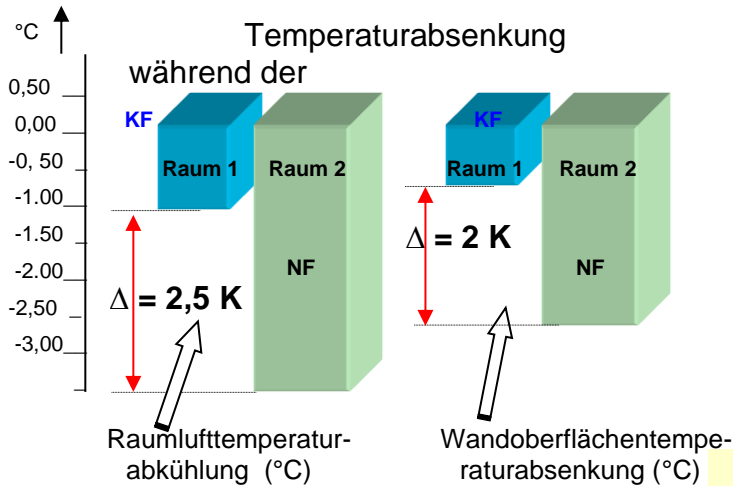 °C
Temperaturabsenkung
während der
0,50
0,00
-0, 50
-1.00
-1.50
-2.00
-2,50
-3,00
KF
Raum 1
Raum 2
NF
Δ = 2,5 K
KF
Raum 1
Raum 2
NF
Δ = 2 K
Raumlufttemperatur-
abkühlung (°C)
Wandoberflächentempe-
raturabsenkung (°C)